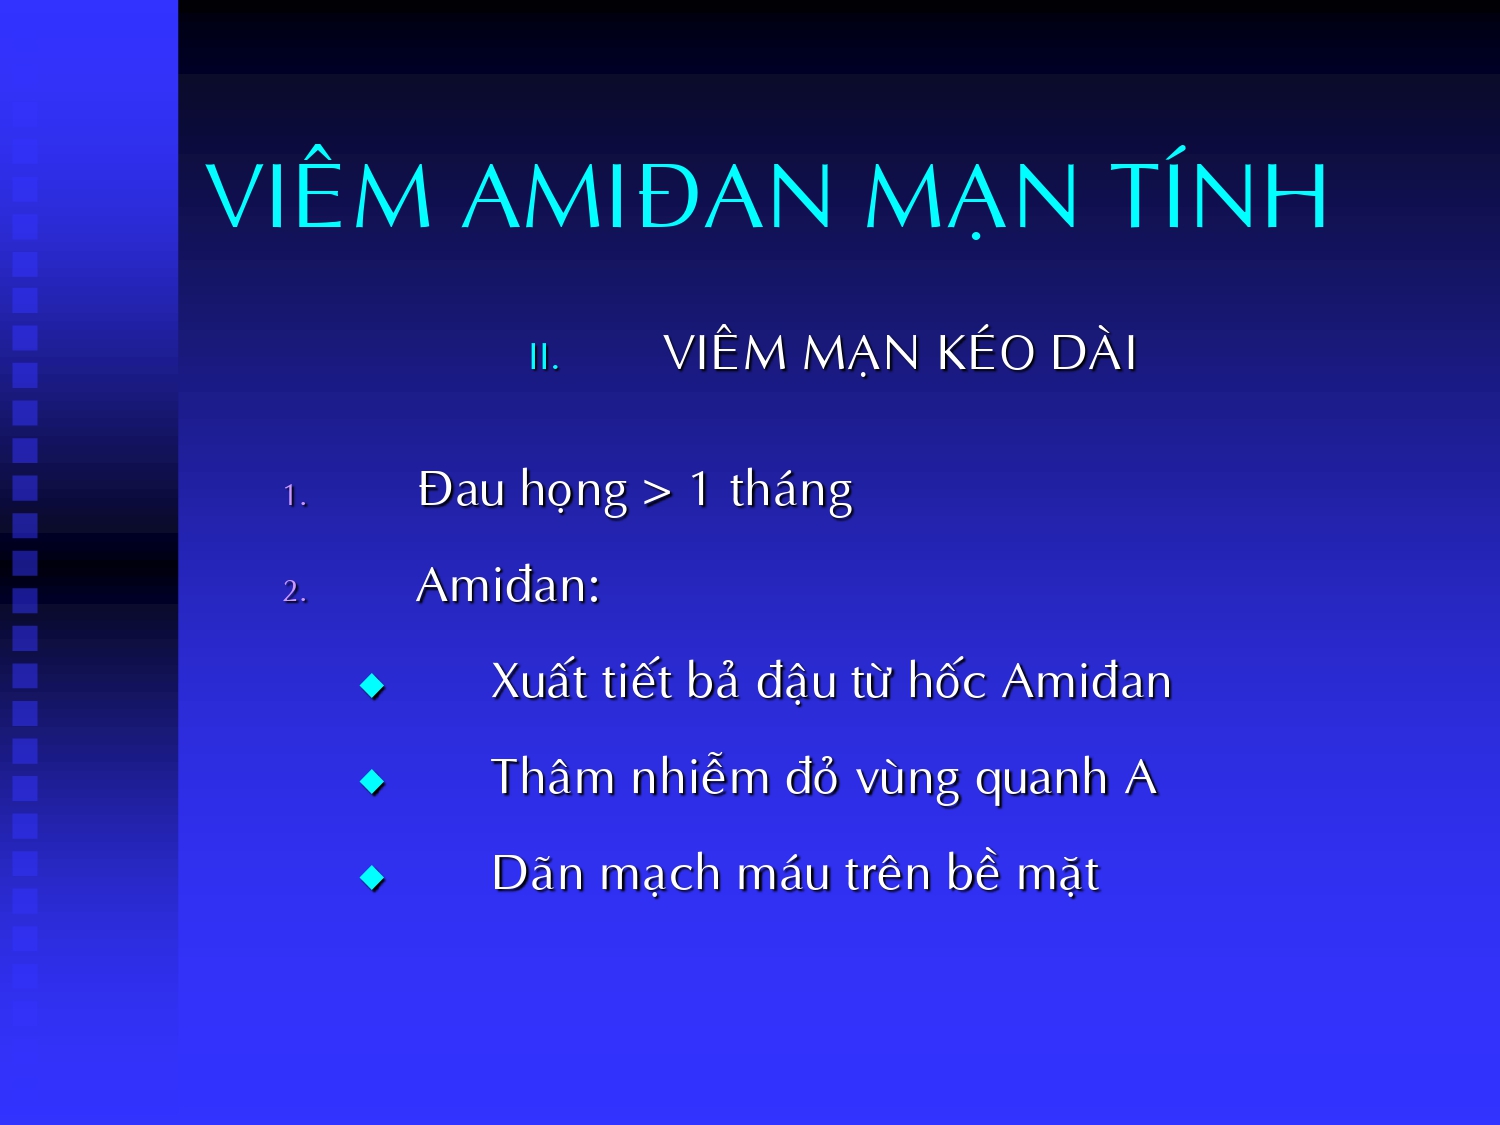 VIÊM AMIĐAN MẠN TÍNH
II. VIÊM MẠN KÉO DÀI
1. Đau họng > 1 tháng
2. Amiđan:
◆ Xuất tiết bả đậu từ hốc Amiđan
◆ Thâm nhiễm đỏ vùng quanh A
◆ Dãn mạch máu trên bề mặt